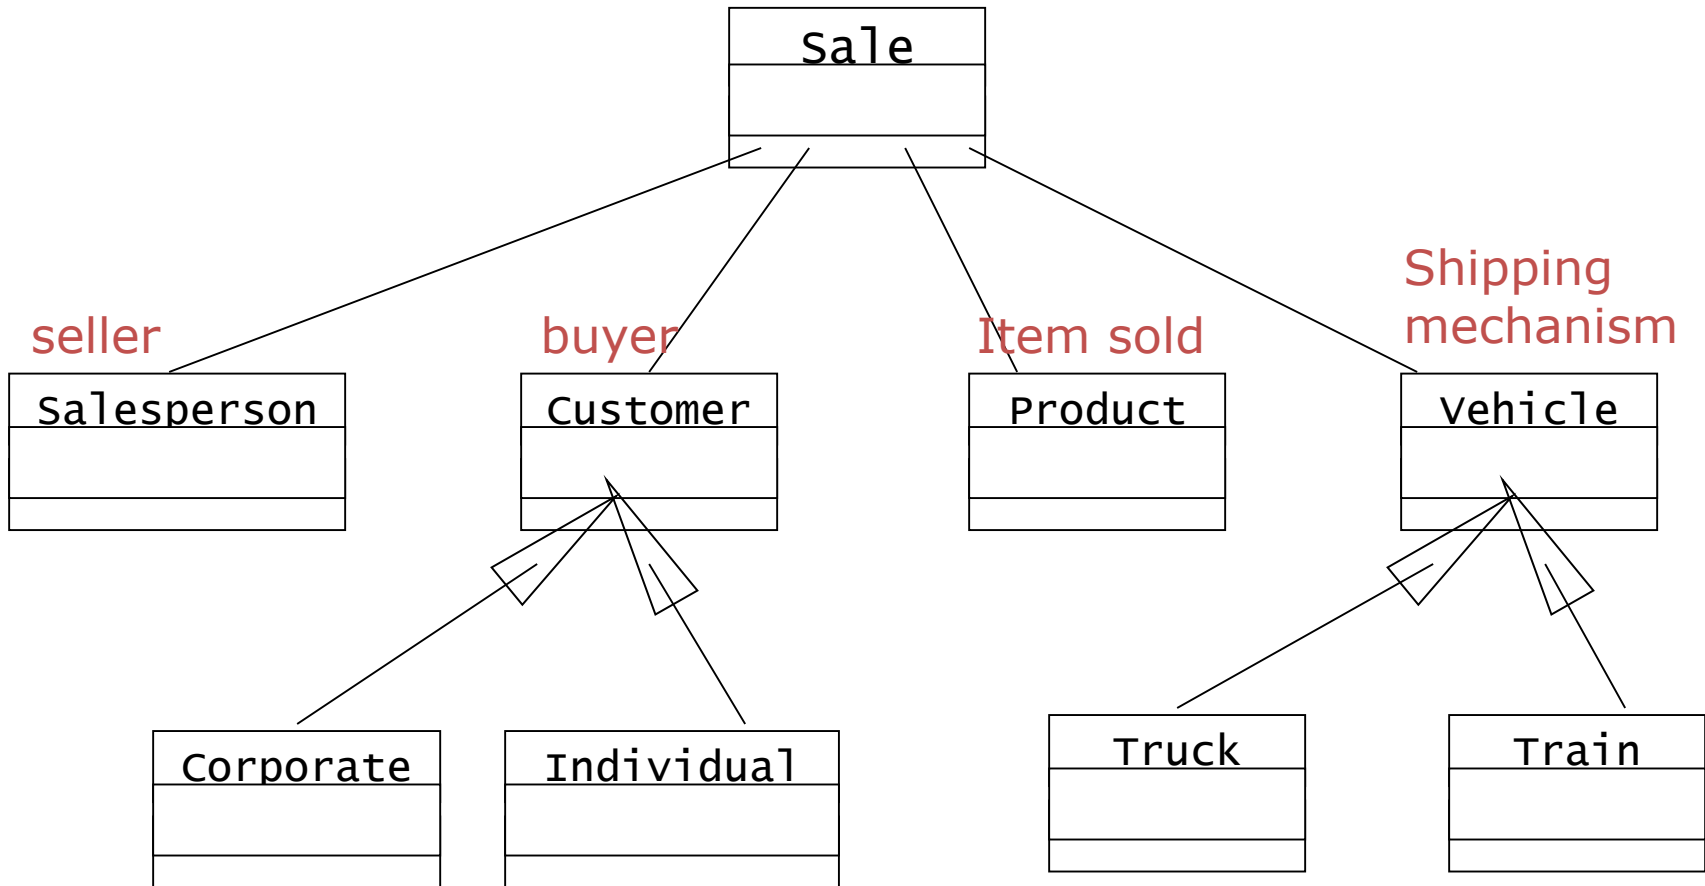 Sale
Shipping
mechanism
seller
buyer
Item sold
Salesperson
Customer
Product
Vehicle
Corporate
Individual
Truck
Train